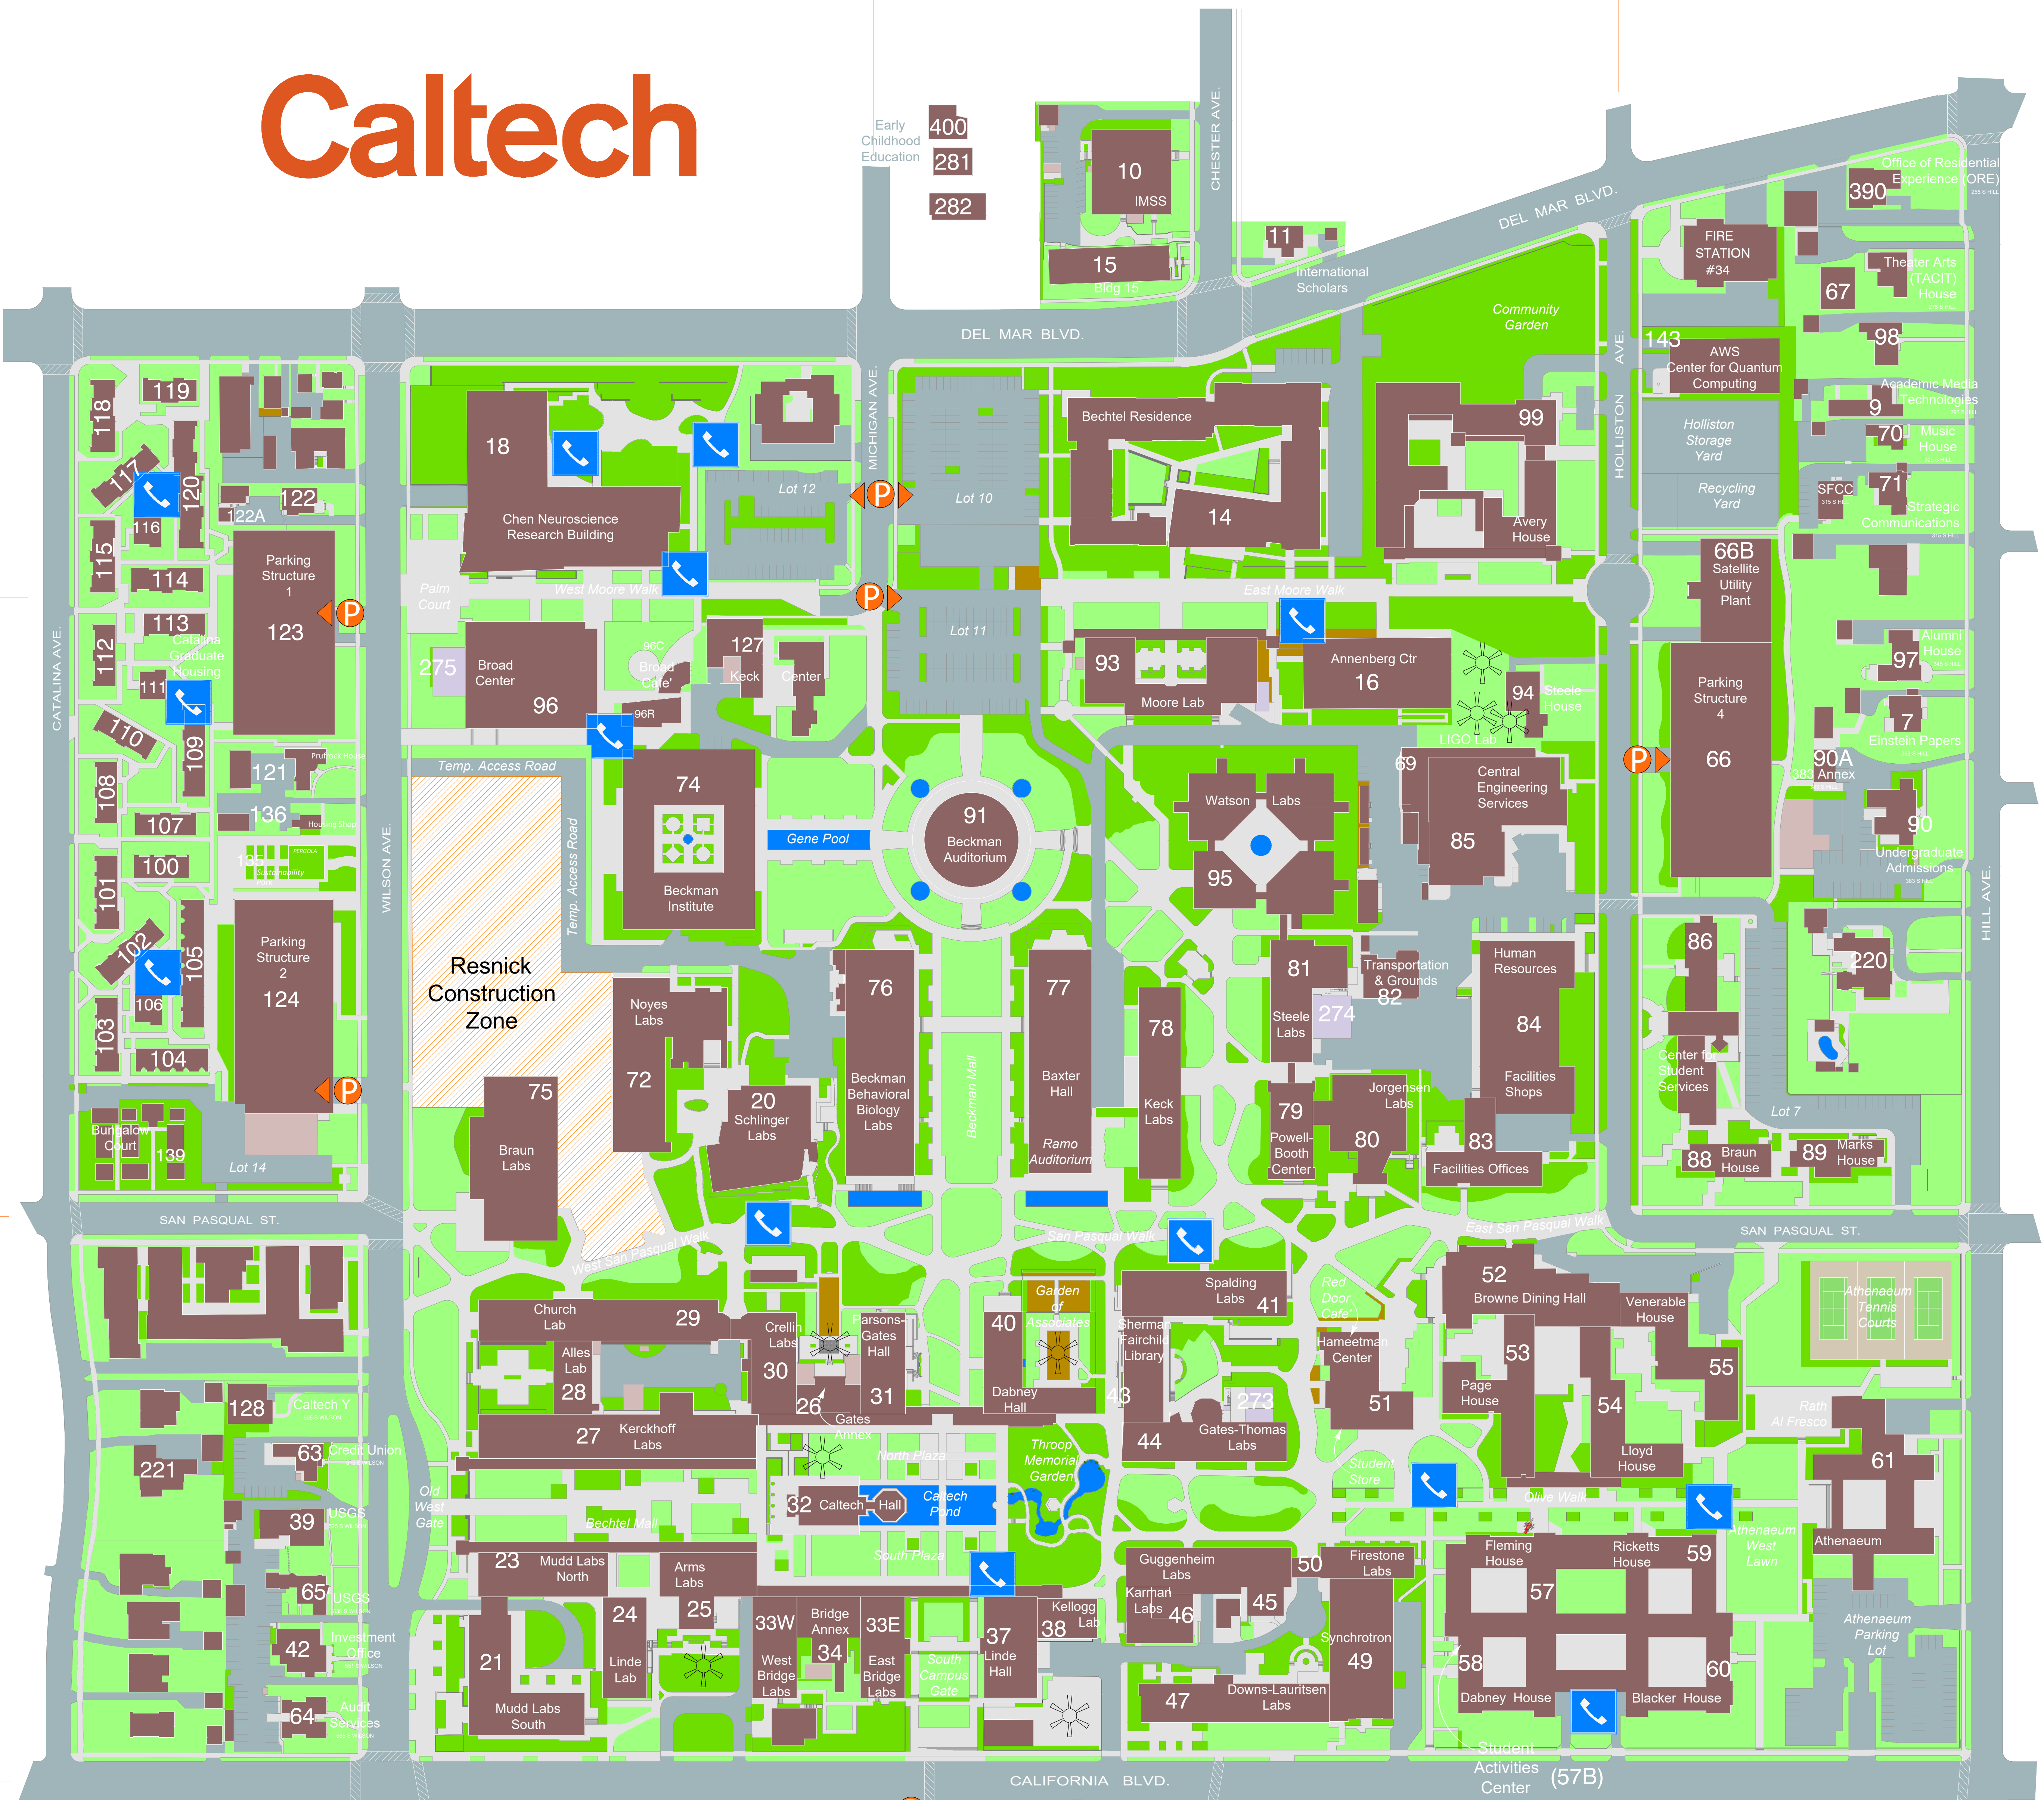 Caltech
Early
Childhood
Education
400
281
282
10
IMSS
15
Bldg 15
CHESTER AVE.
11
International
Scholars
DEL MAR BLVD.
DEL MAR BLVD.
Community
Garden
HOLLISTON AVE.
FIRE
STATION
#34
390
Office of Residential
Experience (ORE)
255 S HILL
67
Theater Arts
(TACIT)
House
98
143
AWS
Center for Quantum
Computing
Academic Media
Technologies
9
Holliston
Storage
Yard
Recycling
Yard
70
Music
House
SFCC
315 S HILL
71
Strategic
Communications
315 S HILL
118
119
117
120
122
122A
116
115
114
113
112
111
Catalina
Graduate
Housing
110
109
108
107
100
101
102
105
106
103
104
Parking
Structure
1
123
P
121
Prufrock House
136
Housing Shop
135
PERGOLA
Sustainability
Parking
Structure
2
124
P
Bungalow
Court
139
Lot 14
CATALINA AVE.
WILSON AVE.
MICHIGAN AVE.
18
Chen Neuroscience
Research Building
Lot 12
P
Lot 10
P
Lot 11
Palm
Court
West Moore Walk
275
Broad
Center
96
96C
Broad
Cafe'
96R
127
Keck
Center
Bechtel Residence
14
99
Avery
House
East Moore Walk
93
Moore Lab
Annenberg Ctr
16
94
Steele
House
LIGO Lab
66B
Satellite
Utility
Plant
Parking
Structure
4
66
P
Alumni
House
97
7
Einstein Papers
90A
383 Annex
90
Undergraduate
Admissions
383 S HILL
HILL AVE.
Temp. Access Road
Temp. Access Road
Resnick
Construction
Zone
74
Beckman
Institute
Gene Pool
91
Beckman
Auditorium
Watson Labs
95
69
Central
Engineering
Services
85
Noyes
Labs
72
75
Braun
Labs
20
Schlinger
Labs
76
Beckman
Behavioral
Biology
Labs
Beckman Mall
77
Baxter
Hall
Ramo
Auditorium
78
Keck
Labs
81
Steele
Labs
274
Transportation
& Grounds
82
Human
Resources
84
Facilities
Shops
79
Powell-
Booth
Center
Jorgensen
Labs
80
83
Facilities Offices
86
Center for
Student
Services
220
Lot 7
88
Braun
House
89
Marks
House
SAN PASQUAL ST.
West San Pasqual Walk
San Pasqual Walk
East San Pasqual Walk
SAN PASQUAL ST.
Church
Lab
29
Alles
Lab
28
Crellin
Labs
30
26
Gates
Annex
Parsons-
Gates
Hall
31
27
Kerckhoff
Labs
40
Dabney
Hall
Garden
of
Associates
Spalding
Labs
41
Sherman
Fairchild
Library
43
44
273
Gates-Thomas
Labs
Red
Door
Cafe'
Hameetman
Center
51
Student
Store
52
Browne Dining Hall
Venerable
House
53
Page
House
54
Lloyd
House
55
Athenaeum
Tennis
Courts
Rath
Al Fresco
61
Athenaeum
128
Caltech Y
63
Credit Union
221
39
USGS
65
USGS
42
Investment
Office
64
Audit
Services
Old
West
Gate
Bechtel Mall
North Plaza
32
Caltech Hall
Caltech
Pond
South Plaza
Throop
Memorial
Garden
Olive Walk
Athenaeum
West
Lawn
23
Mudd Labs
North
Arms
Labs
25
24
Linde
Lab
21
Mudd Labs
South
33W
West
Bridge
Labs
Bridge
Annex
34
33E
East
Bridge
Labs
South
Campus
Gate
37
Linde
Hall
Kellogg
Lab
38
Guggenheim
Labs
Karman
Labs
46
45
50
Firestone
Labs
Synchrotron
49
47
Downs-Lauritsen
Labs
Fleming
House
57
Ricketts
House
59
58
Dabney House
60
Blacker House
Athenaeum
Parking
Lot
Student
Activities
Center
(57B)
CALIFORNIA BLVD.